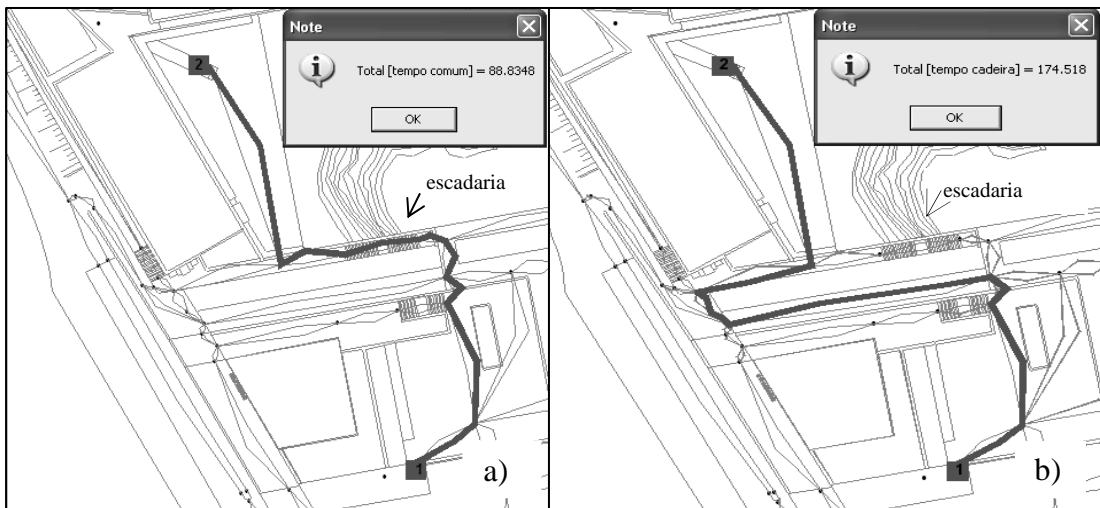 Note
Total [tempo comum] = 88.8348
OK
2
escadaria
1
a)
Note
Total [tempo cadeira] = 174.518
OK
2
escadaria
1
b)